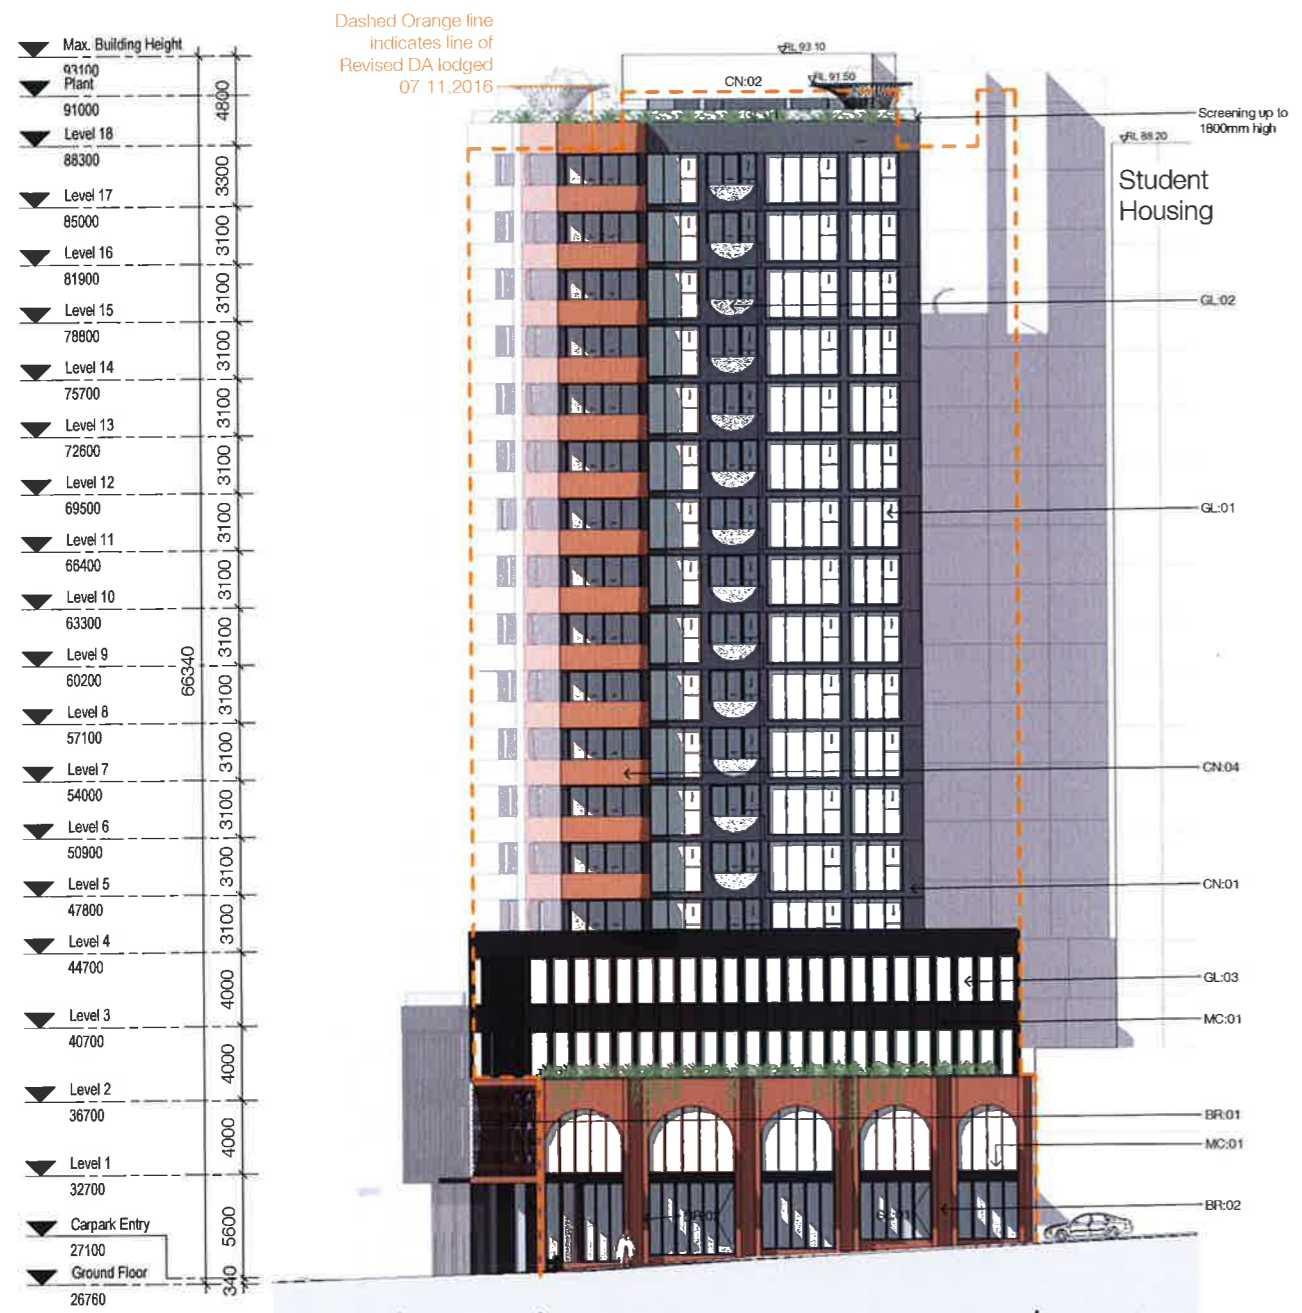 Dashed Orange line
indicates line of
Revised DA lodged
07 11 2016
Max. Building Height
93100
Plant
91000
Level 18
88300
Level 17
85000
Level 16
81900
Level 15
78800
Level 14
75700
Level 13
72600
Level 12
69500
Level 11
66400
Level 10
63300
Level 9
60200
Level 8
57100
Level 7
54000
Level 6
50900
Level 5
47800
Level 4
44700
Level 3
40700
Level 2
36700
Level 1
32700
Carpark Entry
27100
Ground Floor
26760
66340
4800
3300
3100
3100
3100
3100
3100
3100
3100
3100
3100
3100
3100
3100
3100
4000
4000
4000
5600
340
RL 93.10
CN:02
RL 91.50
Screening up to
1800mm high
RL 88.20
Student
Housing
GL:02
GL:01
CN:04
CN:01
GL:03
MC:01
BR:01
MC:01
BR:02